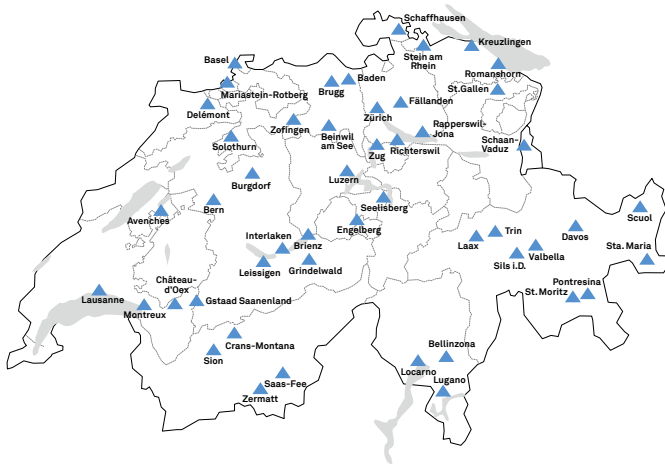 Schaffhausen
Kreuzlingen
Stein am
Rhein
Basel
Romanshorn
Baden
Brugg
St.Gallen
Mariastein-Rotberg
Fällanden
Delémont
Zürich
Zofingen
Beinwil
am See
Rapperswil-
Jona
Solothurn
Schaan-
Vaduz
Zug
Richterswil
Luzern
Burgdorf
Seelisberg
Bern
Avenches
Scuol
Engelberg
Interlaken
Brienz
Trin
Davos
Laax
Sta. Maria
Valbella
Sils i.D.
Leissigen
Grindelwald
Château-
d'Oex
Pontresina
St.Moritz
Lausanne
Gstaad Saanenland
Montreux
Crans-Montana
Bellinzona
Sion
Locarno
Saas-Fee
Lugano
Zermatt